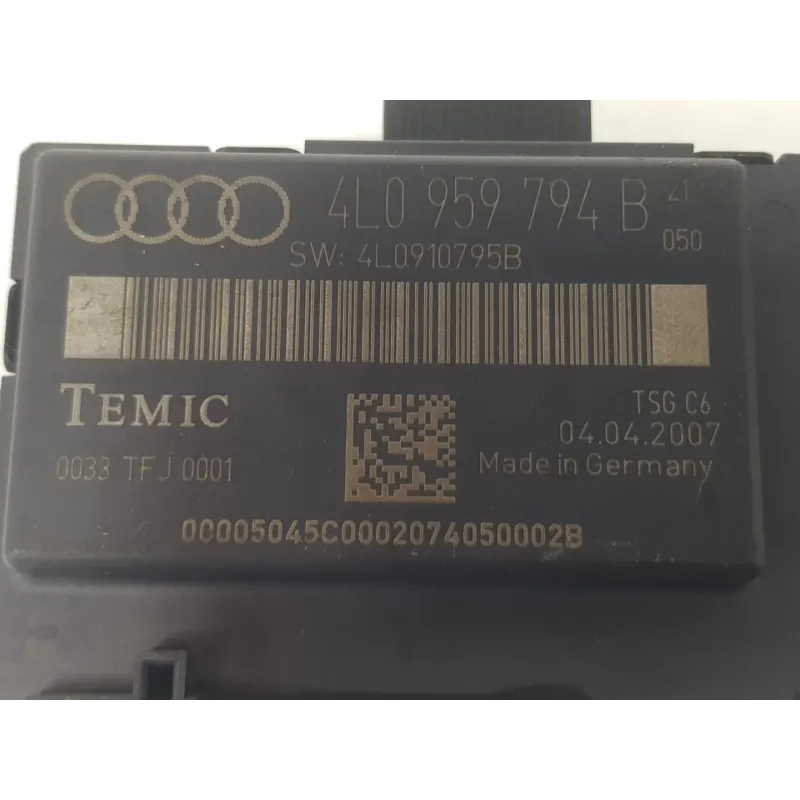 4L0 959 794 B 21
050
SW: 4L0910795B
TEMIC
TSG C6
04.04.2007
0033 TFJ 0001
Made in Germany
00005045C0002074050002B